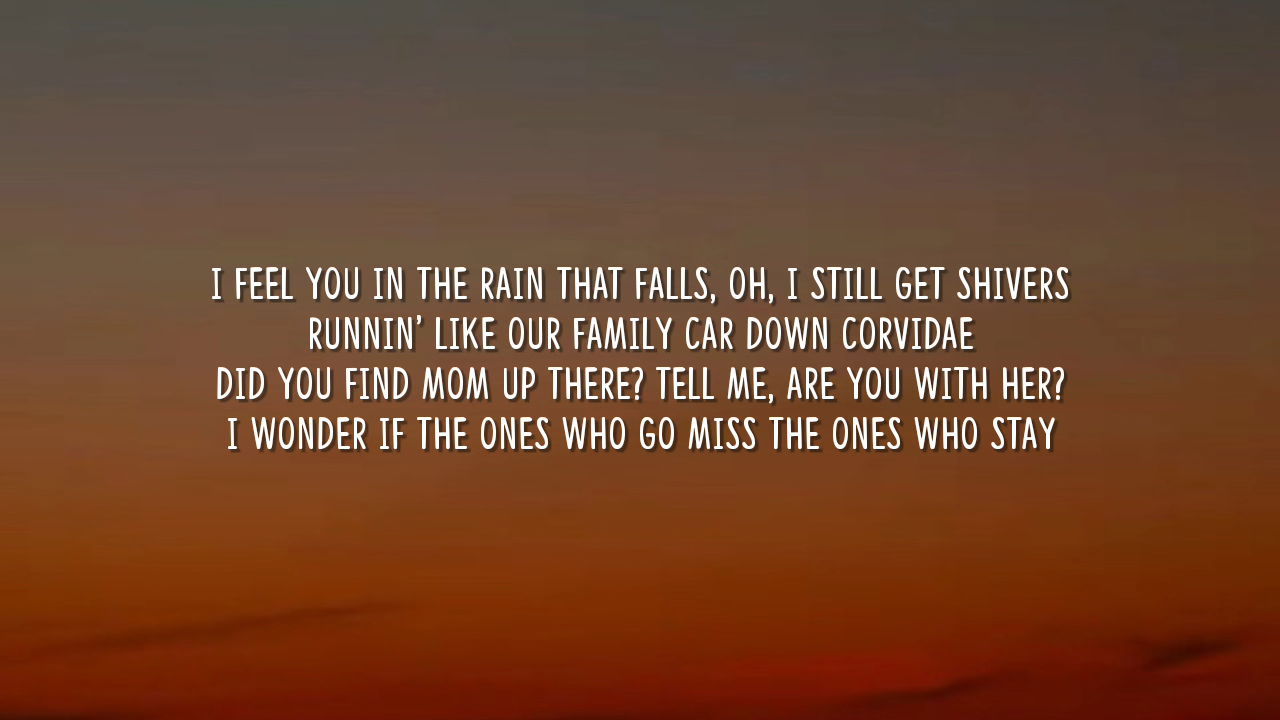 I FEEL YOU IN THE RAIN THAT FALLS, OH, I STILL GET SHIVERS
RUNNIN’ LIKE OUR FAMILY CAR DOWN CORVIDAE
DID YOU FIND MOM UP THERE? TELL ME, ARE YOU WITH HER?
I WONDER IF THE ONES WHO GO MISS THE ONES WHO STAY